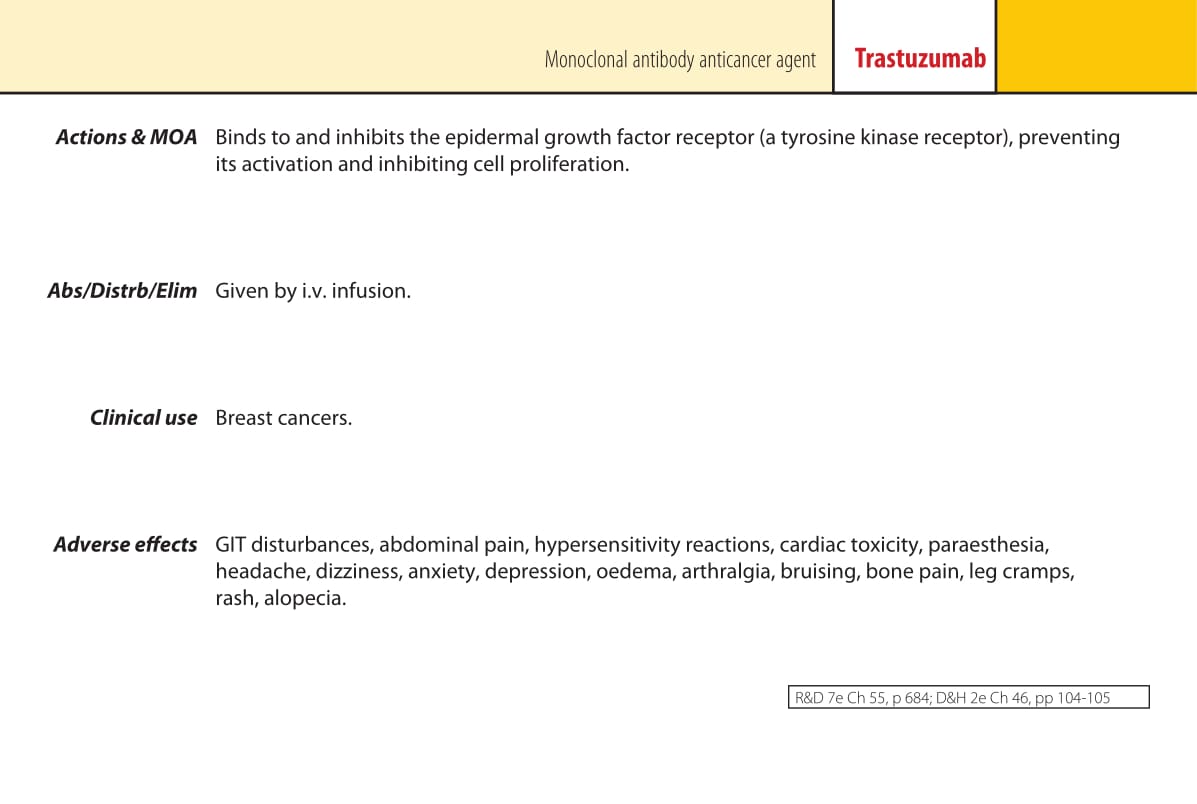 Monoclonal antibody anticancer agent Trastuzumab
Actions & MOA Binds to and inhibits the epidermal growth factor receptor (a tyrosine kinase receptor), preventing
its activation and inhibiting cell proliferation.
Abs/Distrb/Elim Given by i.v. infusion.
Clinical use Breast cancers.
Adverse effects GIT disturbances, abdominal pain, hypersensitivity reactions, cardiac toxicity, paraesthesia,
headache, dizziness, anxiety, depression, oedema, arthralgia, bruising, bone pain, leg cramps,
rash, alopecia.
R&D 7e Ch 55, p 684; D&H 2e Ch 46, pp 104-105